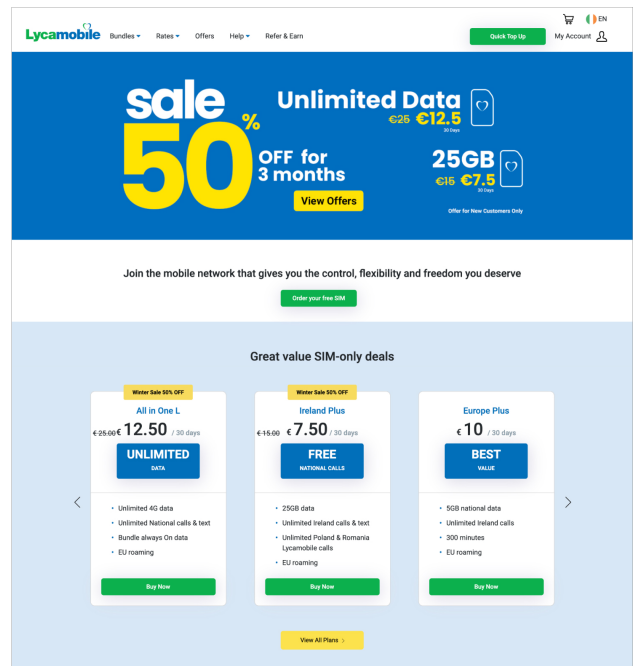 EN
Lycamobile Bundles Rates Offers Help Refer & Earn Quick Top Up My Account
sale
50%
OFF for
3 months
View Offers
Unlimited Data
€25 €12.5
30 Days
25GB
€15 €7.5
30 Days
Offer for New Customers Only
Join the mobile network that gives you the control, flexibility and freedom you deserve
Order your free SIM
Great value SIM-only deals
Winter Sale 50% OFF
All in One L
€ 25.00 € 12.50 / 30 days
UNLIMITED
DATA
• Unlimited 4G data
• Unlimited National calls & text
• Bundle always On data
• EU roaming
Buy Now
Winter Sale 50% OFF
Ireland Plus
€ 15.00 € 7.50 / 30 days
FREE
NATIONAL CALLS
• 25GB data
• Unlimited Ireland calls & text
• Unlimited Poland & Romania
Lycamobile calls
• EU roaming
Buy Now
Europe Plus
€ 10 / 30 days
BEST
VALUE
• 5GB national data
• Unlimited Ireland calls
• 300 minutes
• EU roaming
Buy Now
View All Plans >